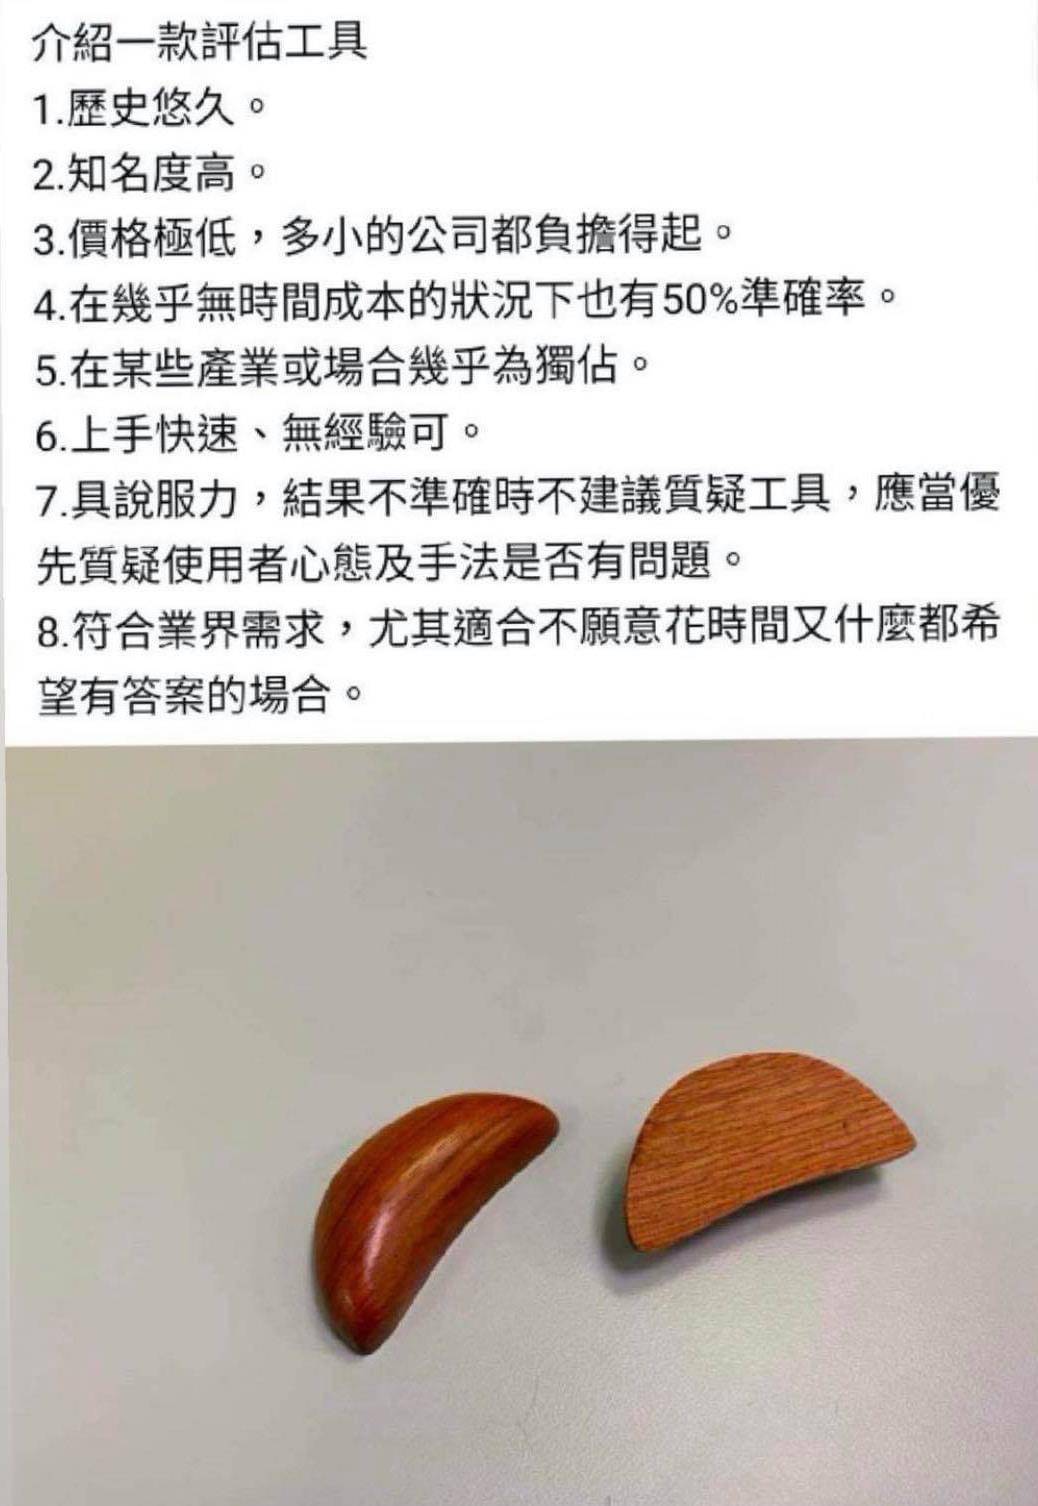 介紹一款評估工具
1.歷史悠久。
2.知名度高。
3.價格極低，多小的公司都負擔得起。
4.在幾乎無時間成本的狀況下也有50%準確率。
5.在某些產業或場合幾乎為獨佔。
6.上手快速、無經驗可。
7.具說服力，結果不準確時不建議質疑工具，應當優
先質疑使用者心態及手法是否有問題。
8.符合業界需求，尤其適合不願意花時間又什麼都希
望有答案的場合。